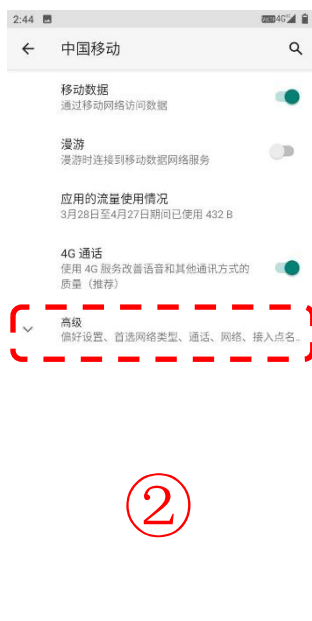 2:44
4G
中国移动
移动数据
通过移动网络访问数据
漫游
漫游时连接到移动数据网络服务
应用的流量使用情况
3月28日至4月27日期间已使用 432 B
4G 通话
使用 4G 服务改善语音和其他通讯方式的
质量（推荐）
高级
偏好设置、首选网络类型、通话、网络、接入点名..
②